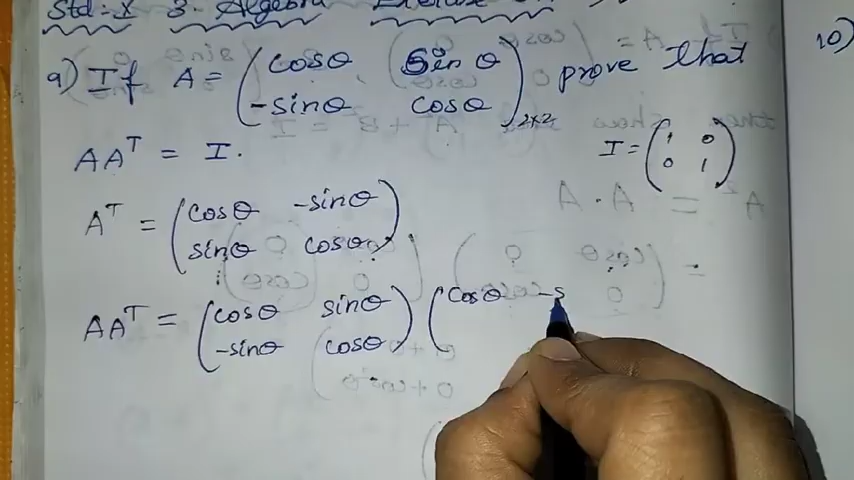 Std-X 3. Algebra Exercise
9) If A = (cosθ sinθ
-sinθ cosθ)2×2 prove that
AAᵀ = I. I = (1 0
0 1)
Aᵀ = (cosθ -sinθ
sinθ cosθ)
AAᵀ = (cosθ sinθ
-sinθ cosθ) (cosθ -s
10)